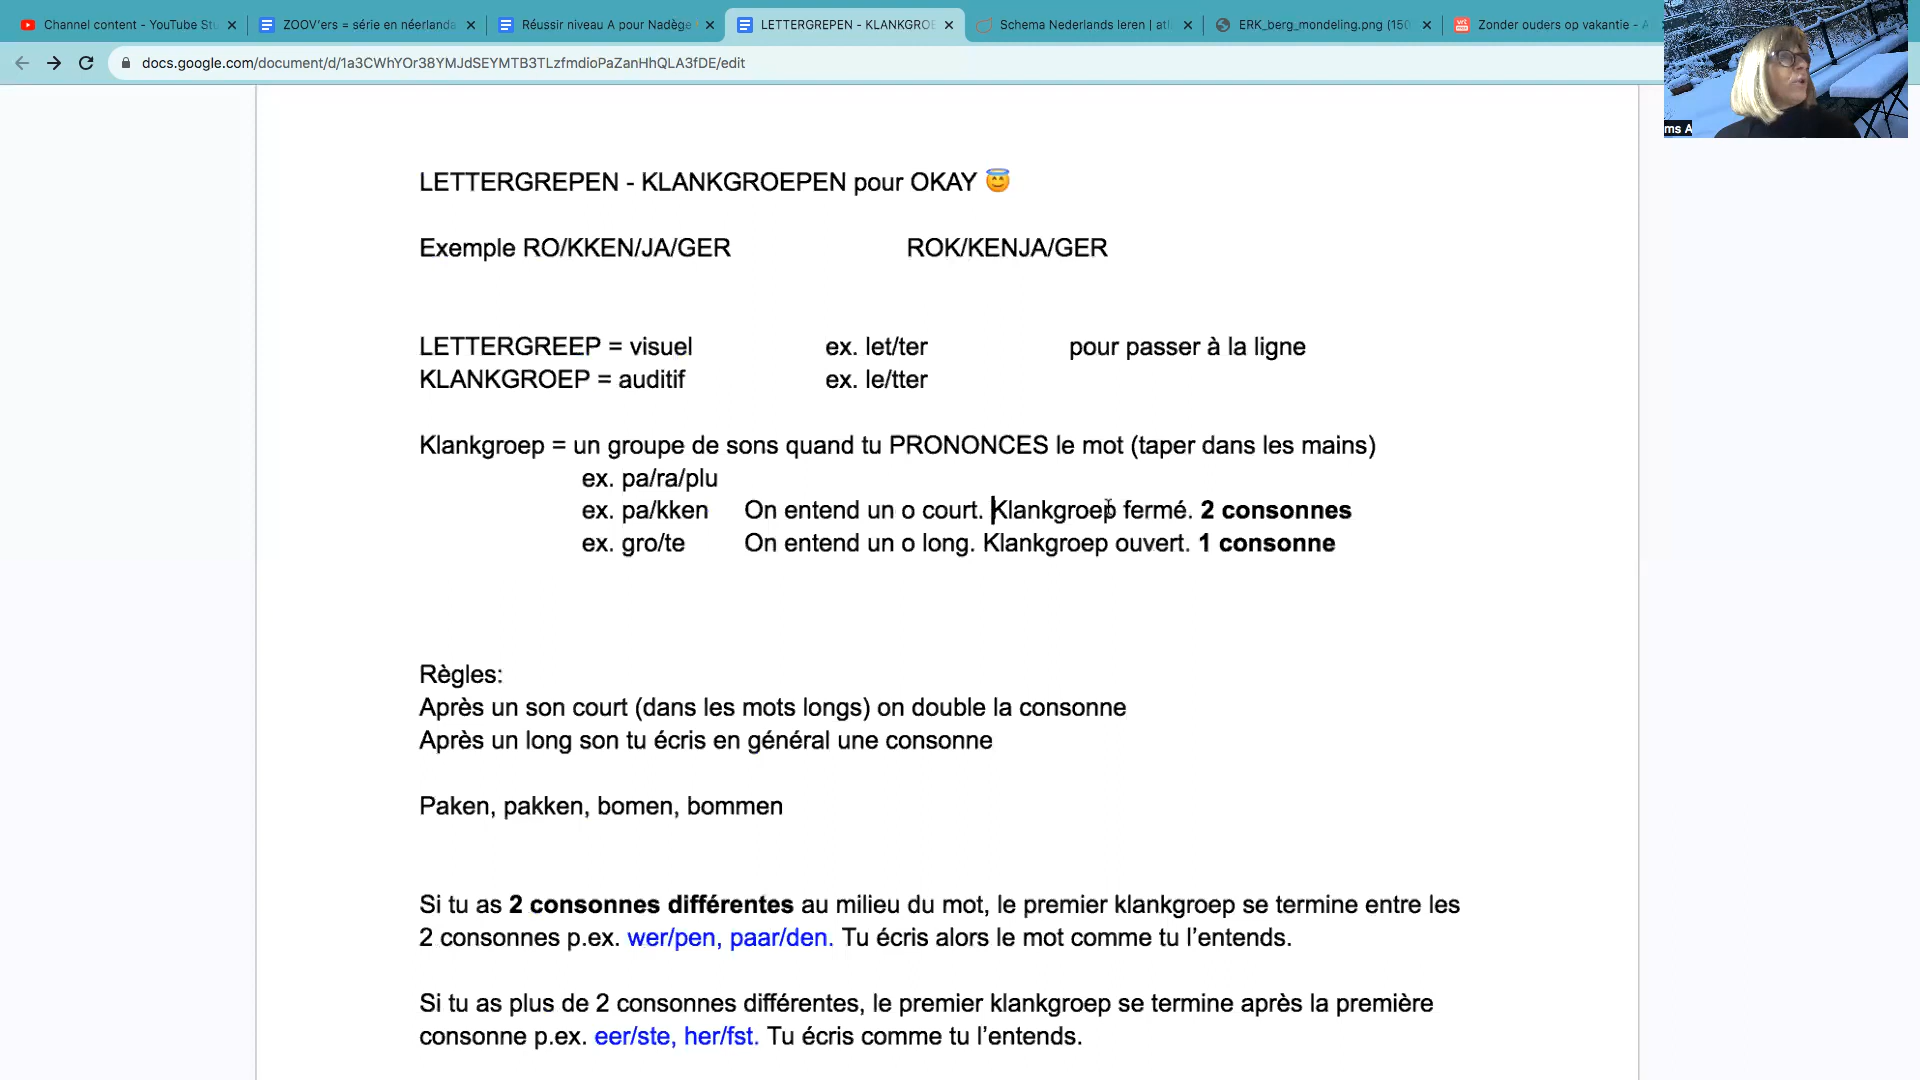 Channel content - YouTube Stu
ZOOV'ers = série en néerlanda
Réussir niveau A pour Nadège
LETTERGREPEN - KLANKGROE
Schema Nederlands leren | atl
ERK_berg_mondeling.png (150
Zonder ouders op vakantie - A
docs.google.com/document/d/1a3CWhYOr38YMJdSEYMTB3TLzfmdioPaZanHhQLA3fDE/edit
ms A
LETTERGREPEN - KLANKGROEPEN pour OKAY 😇
Exemple RO/KKEN/JA/GER ROK/KENJA/GER
LETTERGREEP = visuel ex. let/ter pour passer à la ligne
KLANKGROEP = auditif ex. le/tter
Klankgroep = un groupe de sons quand tu PRONONCES le mot (taper dans les mains)
ex. pa/ra/plu
ex. pa/kken On entend un o court. Klankgroep fermé. 2 consonnes
ex. gro/te On entend un o long. Klankgroep ouvert. 1 consonne
Règles:
Après un son court (dans les mots longs) on double la consonne
Après un long son tu écris en général une consonne
Paken, pakken, bomen, bommen
Si tu as 2 consonnes différentes au milieu du mot, le premier klankgroep se termine entre les
2 consonnes p.ex. wer/pen, paar/den. Tu écris alors le mot comme tu l'entends.
Si tu as plus de 2 consonnes différentes, le premier klankgroep se termine après la première
consonne p.ex. eer/ste, her/fst. Tu écris comme tu l'entends.